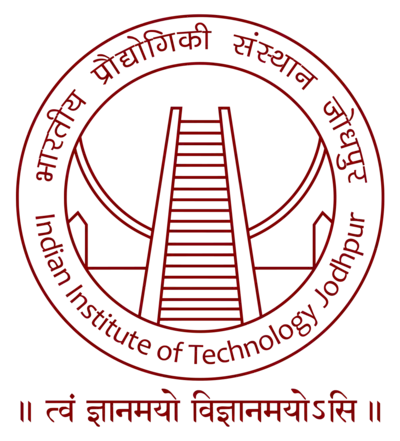 भारतीय प्रौद्योगिकी संस्थान जोधपुर
Indian Institute of Technology Jodhpur
॥ त्वं ज्ञानमयो विज्ञानमयोऽसि ॥